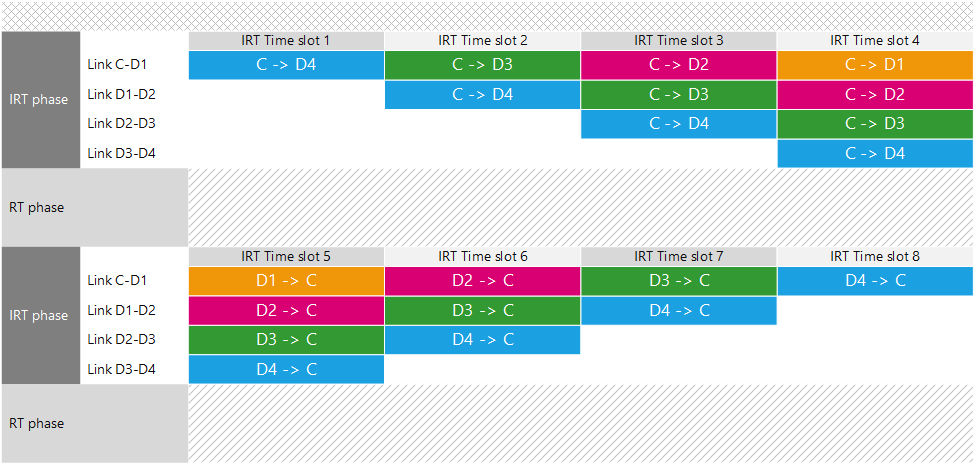 IRT Time slot 1 IRT Time slot 2 IRT Time slot 3 IRT Time slot 4
IRT phase
Link C-D1 C -> D4 C -> D3 C -> D2 C -> D1
Link D1-D2 C -> D4 C -> D3 C -> D2
Link D2-D3 C -> D4 C -> D3
Link D3-D4 C -> D4
RT phase
IRT Time slot 5 IRT Time slot 6 IRT Time slot 7 IRT Time slot 8
IRT phase
Link C-D1 D1 -> C D2 -> C D3 -> C D4 -> C
Link D1-D2 D2 -> C D3 -> C D4 -> C
Link D2-D3 D3 -> C D4 -> C
Link D3-D4 D4 -> C
RT phase